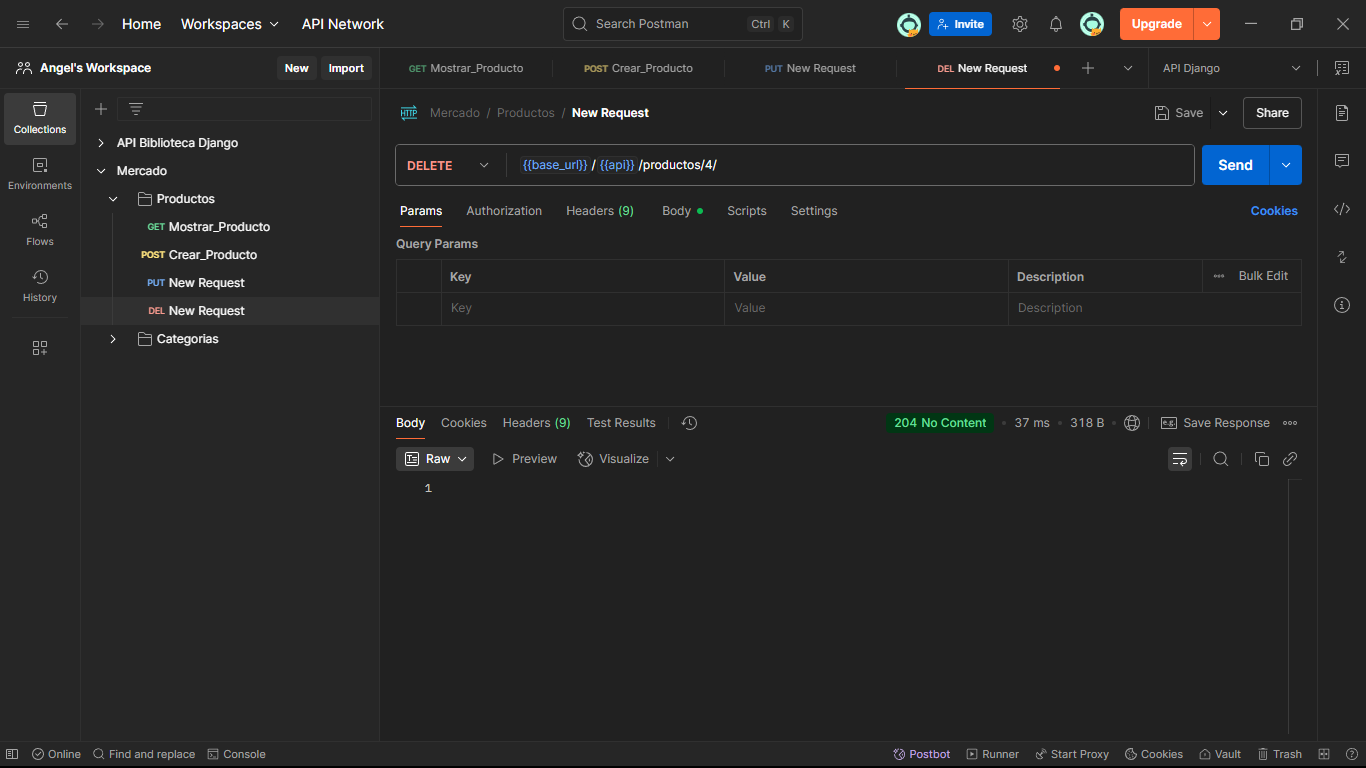 Home Workspaces API Network Search Postman Ctrl K Invite Upgrade
Angel's Workspace New Import
GET Mostrar_Producto POST Crear_Producto PUT New Request DEL New Request API Django
Collections
Environments
Flows
History
API Biblioteca Django
Mercado
Productos
GET Mostrar_Producto
POST Crear_Producto
PUT New Request
DEL New Request
Categorias
HTTP Mercado / Productos / New Request Save Share
DELETE {{base_url}} / {{api}} /productos/4/ Send
Params Authorization Headers (9) Body Scripts Settings Cookies
Query Params
Key Value Description Bulk Edit
Key Value Description
Body Cookies Headers (9) Test Results 204 No Content 37 ms 318 B e.g. Save Response
Raw Preview Visualize
1
Online Find and replace Console Postbot Runner Start Proxy Cookies Vault Trash